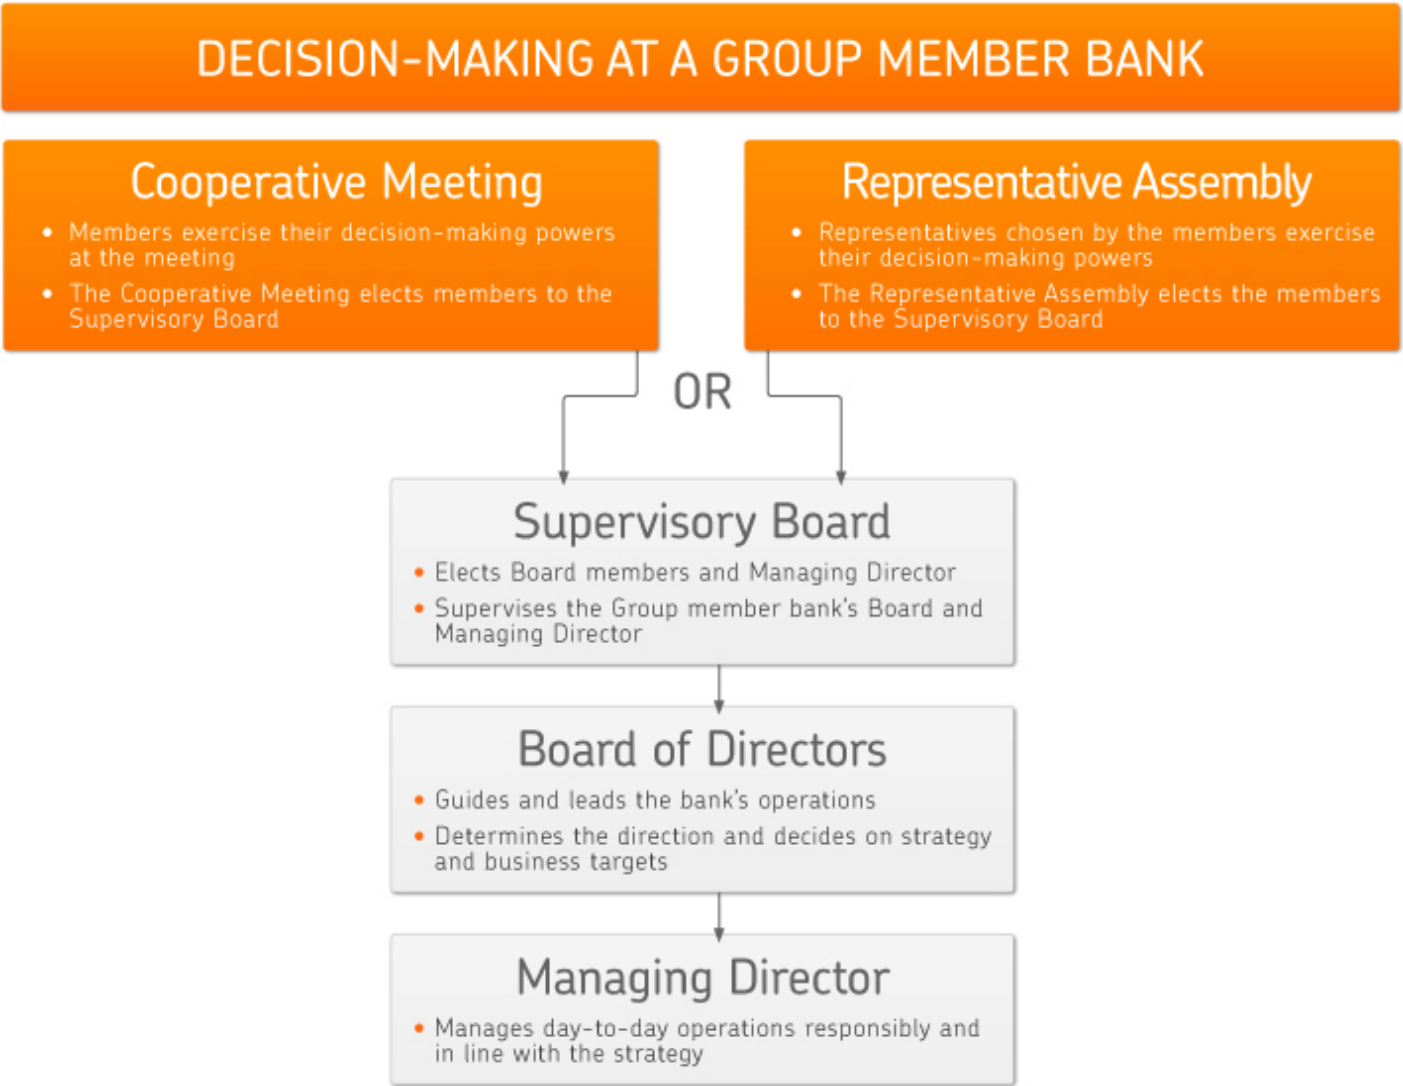 DECISION-MAKING AT A GROUP MEMBER BANK
Cooperative Meeting
• Members exercise their decision-making powers
at the meeting
• The Cooperative Meeting elects members to the
Supervisory Board
Representative Assembly
• Representatives chosen by the members exercise
their decision-making powers
• The Representative Assembly elects the members
to the Supervisory Board
OR
Supervisory Board
• Elects Board members and Managing Director
• Supervises the Group member bank's Board and
Managing Director
Board of Directors
• Guides and leads the bank's operations
• Determines the direction and decides on strategy
and business targets
Managing Director
• Manages day-to-day operations responsibly and
in line with the strategy